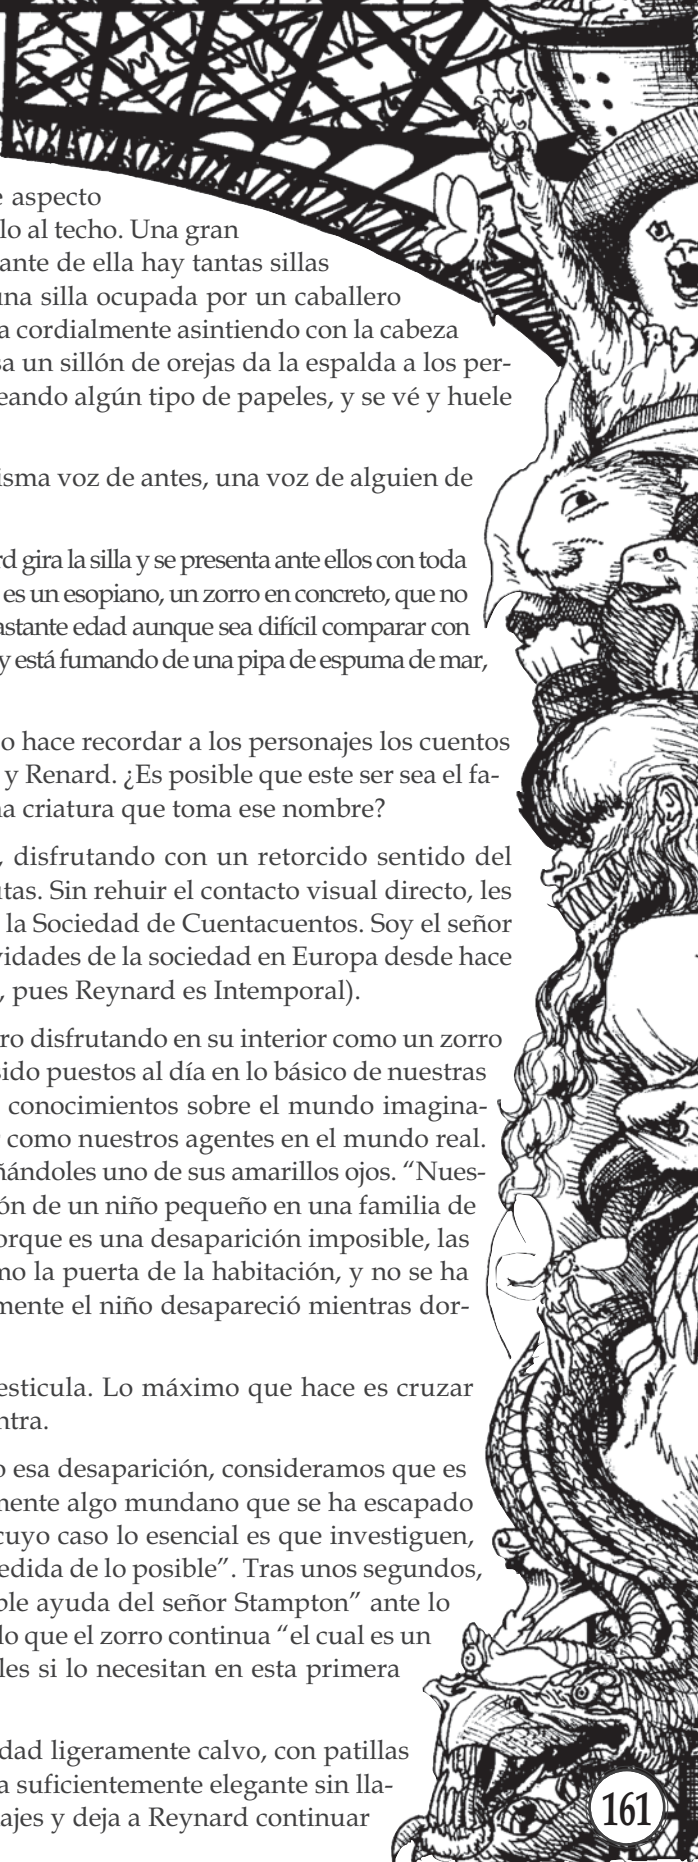 aspecto
lo al techo. Una gran
ante de ella hay tantas sillas
una silla ocupada por un caballero
a cordialmente asintiendo con la cabeza
sa un sillón de orejas da la espalda a los per-
eando algún tipo de papeles, y se vé y huele
isma voz de antes, una voz de alguien de
rd gira la silla y se presenta ante ellos con toda
es un esopiano, un zorro en concreto, que no
astante edad aunque sea difícil comparar con
y está fumando de una pipa de espuma de mar,
o hace recordar a los personajes los cuentos
y Renard. ¿Es posible que este ser sea el fa-
na criatura que toma ese nombre?
, disfrutando con un retorcido sentido del
utas. Sin rehuir el contacto visual directo, les
la Sociedad de Cuentacuentos. Soy el señor
vidades de la sociedad en Europa desde hace
, pues Reynard es Intemporal).
ro disfrutando en su interior como un zorro
sido puestos al día en lo básico de nuestras
conocimientos sobre el mundo imagina-
como nuestros agentes en el mundo real.
ñándoles uno de sus amarillos ojos. “Nues-
ón de un niño pequeño en una familia de
orque es una desaparición imposible, las
mo la puerta de la habitación, y no se ha
mente el niño desapareció mientras dor-
esticula. Lo máximo que hace es cruzar
ntra.
o esa desaparición, consideramos que es
mente algo mundano que se ha escapado
cuyo caso lo esencial es que investiguen,
edida de lo posible”. Tras unos segundos,
ble ayuda del señor Stampton” ante lo
lo que el zorro continua “el cual es un
les si lo necesitan en esta primera
dad ligeramente calvo, con patillas
a suficientemente elegante sin lla-
ajes y deja a Reynard continuar
161